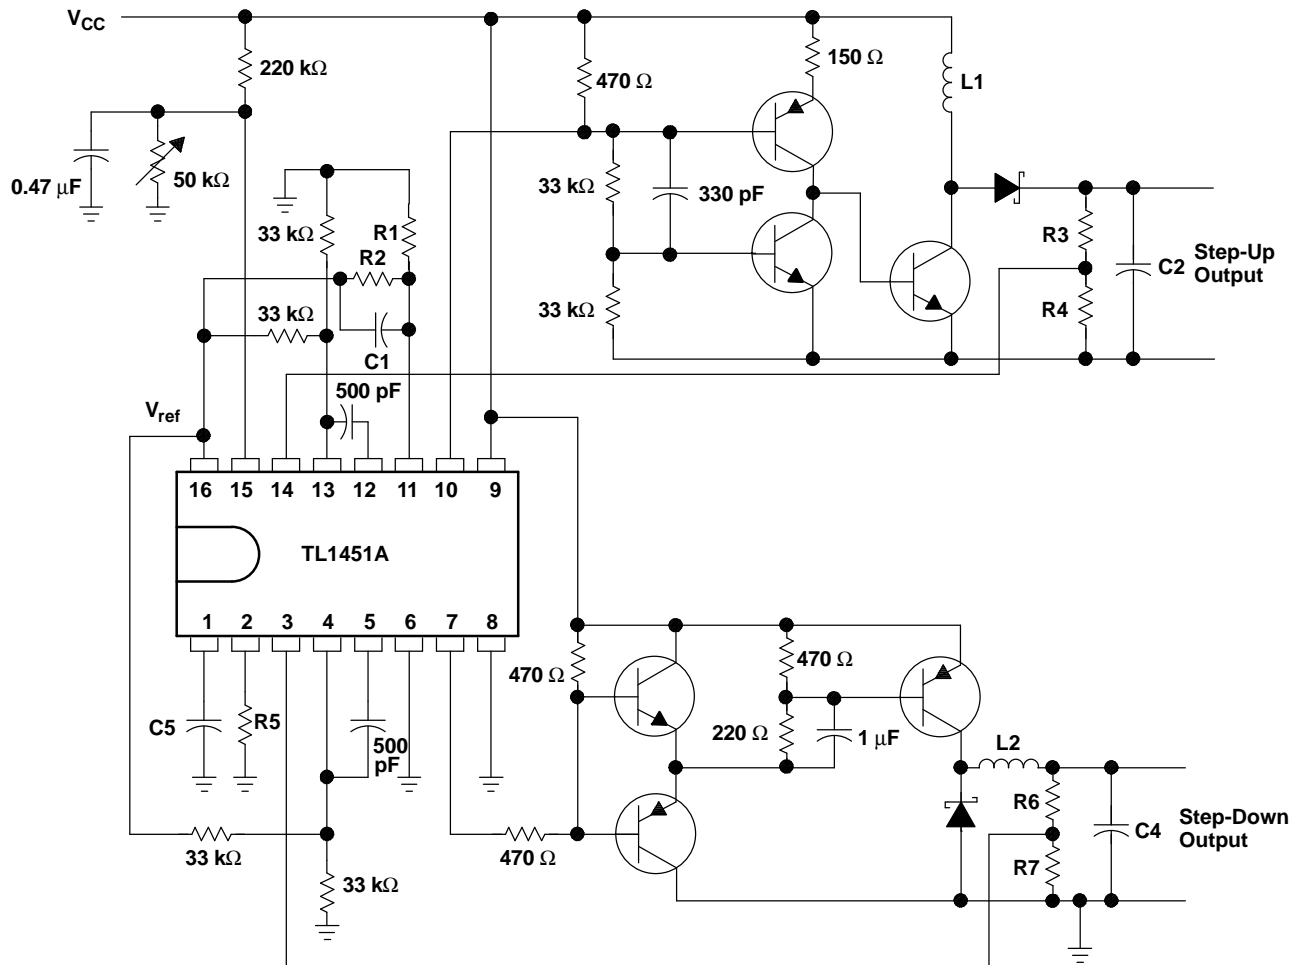 VCC
220 kΩ
470 Ω
150 Ω
L1
0.47 µF
50 kΩ
33 kΩ
R1
R2
33 kΩ
330 pF
R3
C2
Step-Up
Output
33 kΩ
33 kΩ
R4
C1
500 pF
Vref
16 15 14 13 12 11 10 9
TL1451A
1 2 3 4 5 6 7 8
470 Ω
470 Ω
C5
R5
500
pF
220 Ω
1 µF
L2
R6
C4
Step-Down
Output
33 kΩ
470 Ω
R7
33 kΩ